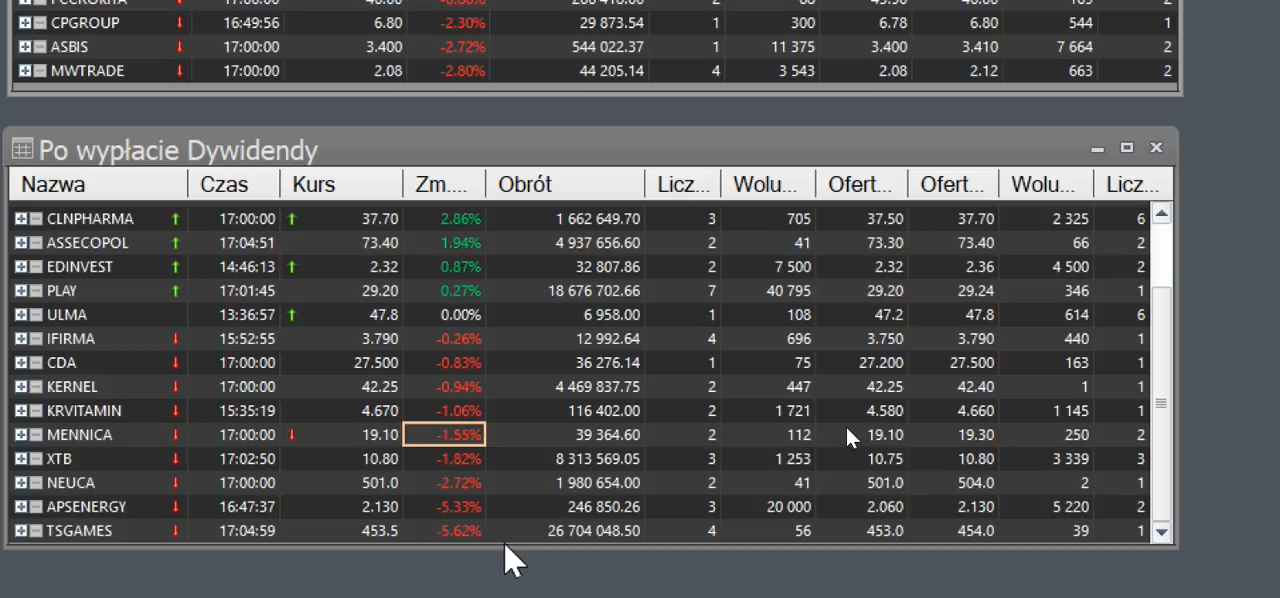 CPGROUP 16:49:56 6.80 -2.30% 29 873.54 1 300 6.78 6.80 544 1
ASBIS 17:00:00 3.400 -2.72% 544 022.37 1 11 375 3.400 3.410 7 664 2
MWTRADE 17:00:00 2.08 -2.80% 44 205.14 4 3 543 2.08 2.12 663 2
Po wypłacie Dywidendy
Nazwa Czas Kurs Zm.... Obrót Licz... Wolu... Ofert... Ofert... Wolu... Licz...
CLNPHARMA 17:00:00 37.70 2.86% 1 662 649.70 3 705 37.50 37.70 2 325 6
ASSECOPOL 17:04:51 73.40 1.94% 4 937 656.60 2 41 73.30 73.40 66 2
EDINVEST 14:46:13 2.32 0.87% 32 807.86 2 7 500 2.32 2.36 4 500 2
PLAY 17:01:45 29.20 0.27% 18 676 702.66 7 40 795 29.20 29.24 346 1
ULMA 13:36:57 47.8 0.00% 6 958.00 1 108 47.2 47.8 614 6
IFIRMA 15:52:55 3.790 -0.26% 12 992.64 4 696 3.750 3.790 440 1
CDA 17:00:00 27.500 -0.83% 36 276.14 1 75 27.200 27.500 163 1
KERNEL 17:00:00 42.25 -0.94% 4 469 837.75 2 447 42.25 42.40 1 1
KRVITAMIN 15:35:19 4.670 -1.06% 116 402.00 2 1 721 4.580 4.660 1 145 1
MENNICA 17:00:00 19.10 -1.55% 39 364.60 2 112 19.10 19.30 250 2
XTB 17:02:50 10.80 -1.82% 8 313 569.05 3 1 253 10.75 10.80 3 339 3
NEUCA 17:00:00 501.0 -2.72% 1 980 654.00 2 41 501.0 504.0 2 1
APSENERGY 16:47:37 2.130 -5.33% 246 850.26 3 20 000 2.060 2.130 5 220 2
TSGAMES 17:04:59 453.5 -5.62% 26 704 048.50 4 56 453.0 454.0 39 1